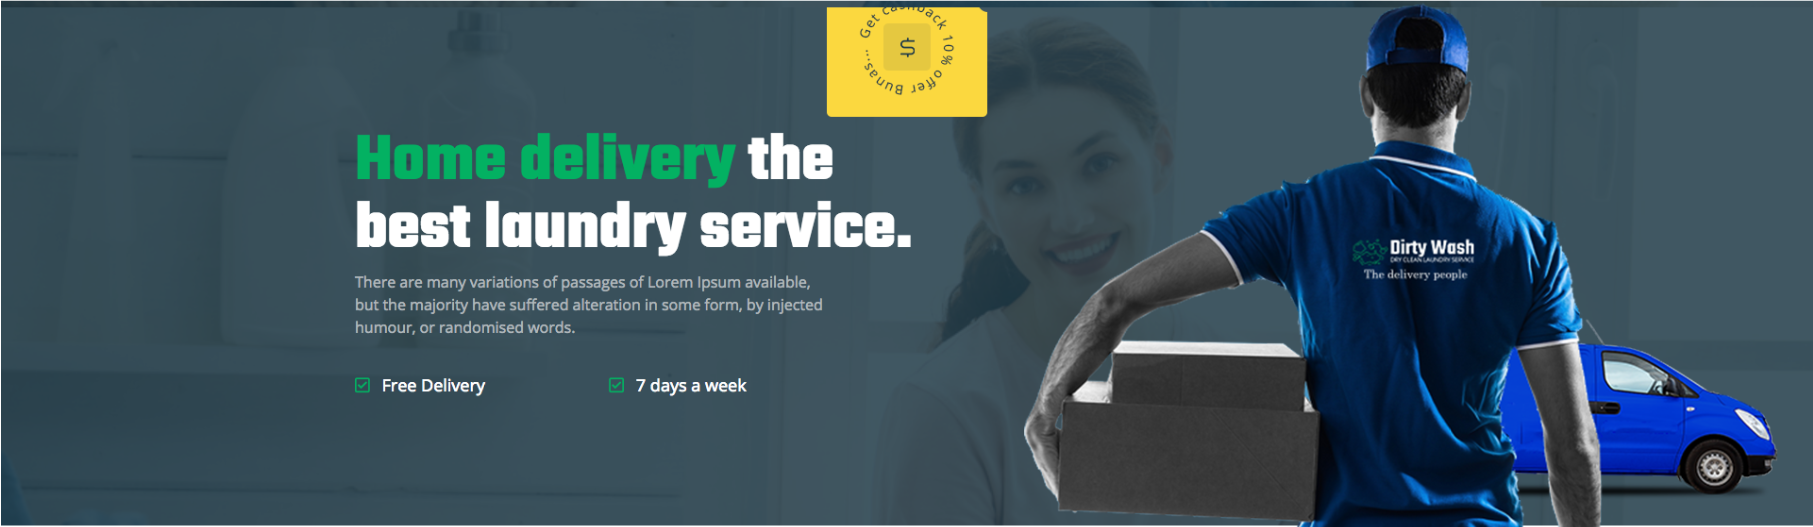 Get cashback 10% offer Bunas...
Home delivery the
best laundry service.
There are many variations of passages of Lorem Ipsum available,
but the majority have suffered alteration in some form, by injected
humour, or randomised words.
Free Delivery
7 days a week
Dirty Wash
DRY CLEAN LAUNDRY SERVICE
The delivery people